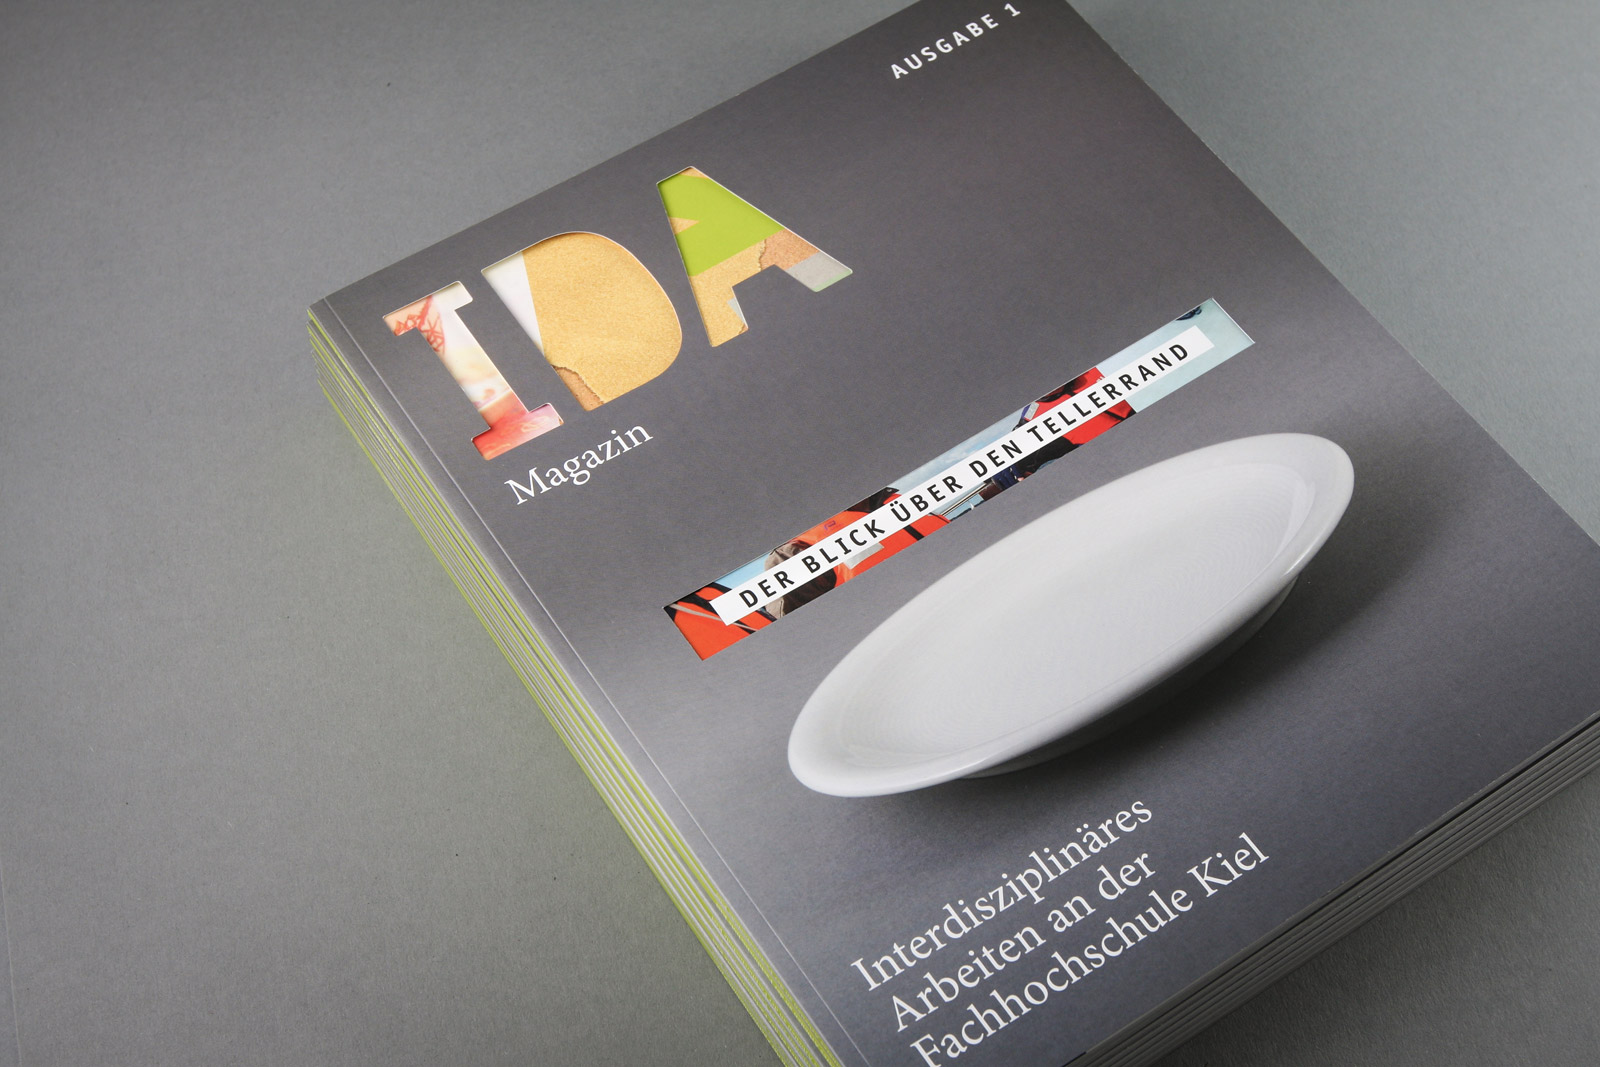 AUSGABE 1
IDA
Magazin
DER BLICK ÜBER DEN TELLERRAND
Interdisziplinäres
Arbeiten an der
Fachhochschule Kiel